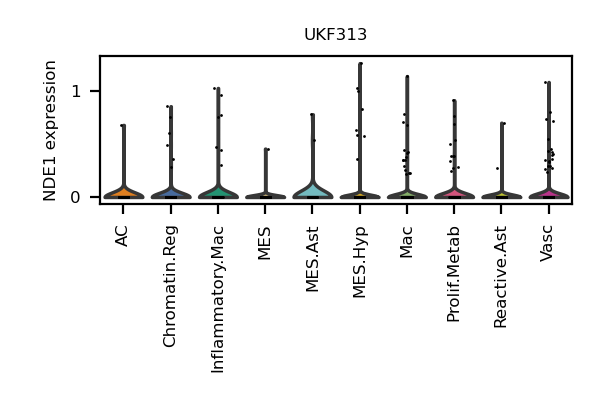 UKF313
NDE1 expression
1
0
AC
Chromatin.Reg
Inflammatory.Mac
MES
MES.Ast
MES.Hyp
Mac
Prolif.Metab
Reactive.Ast
Vasc